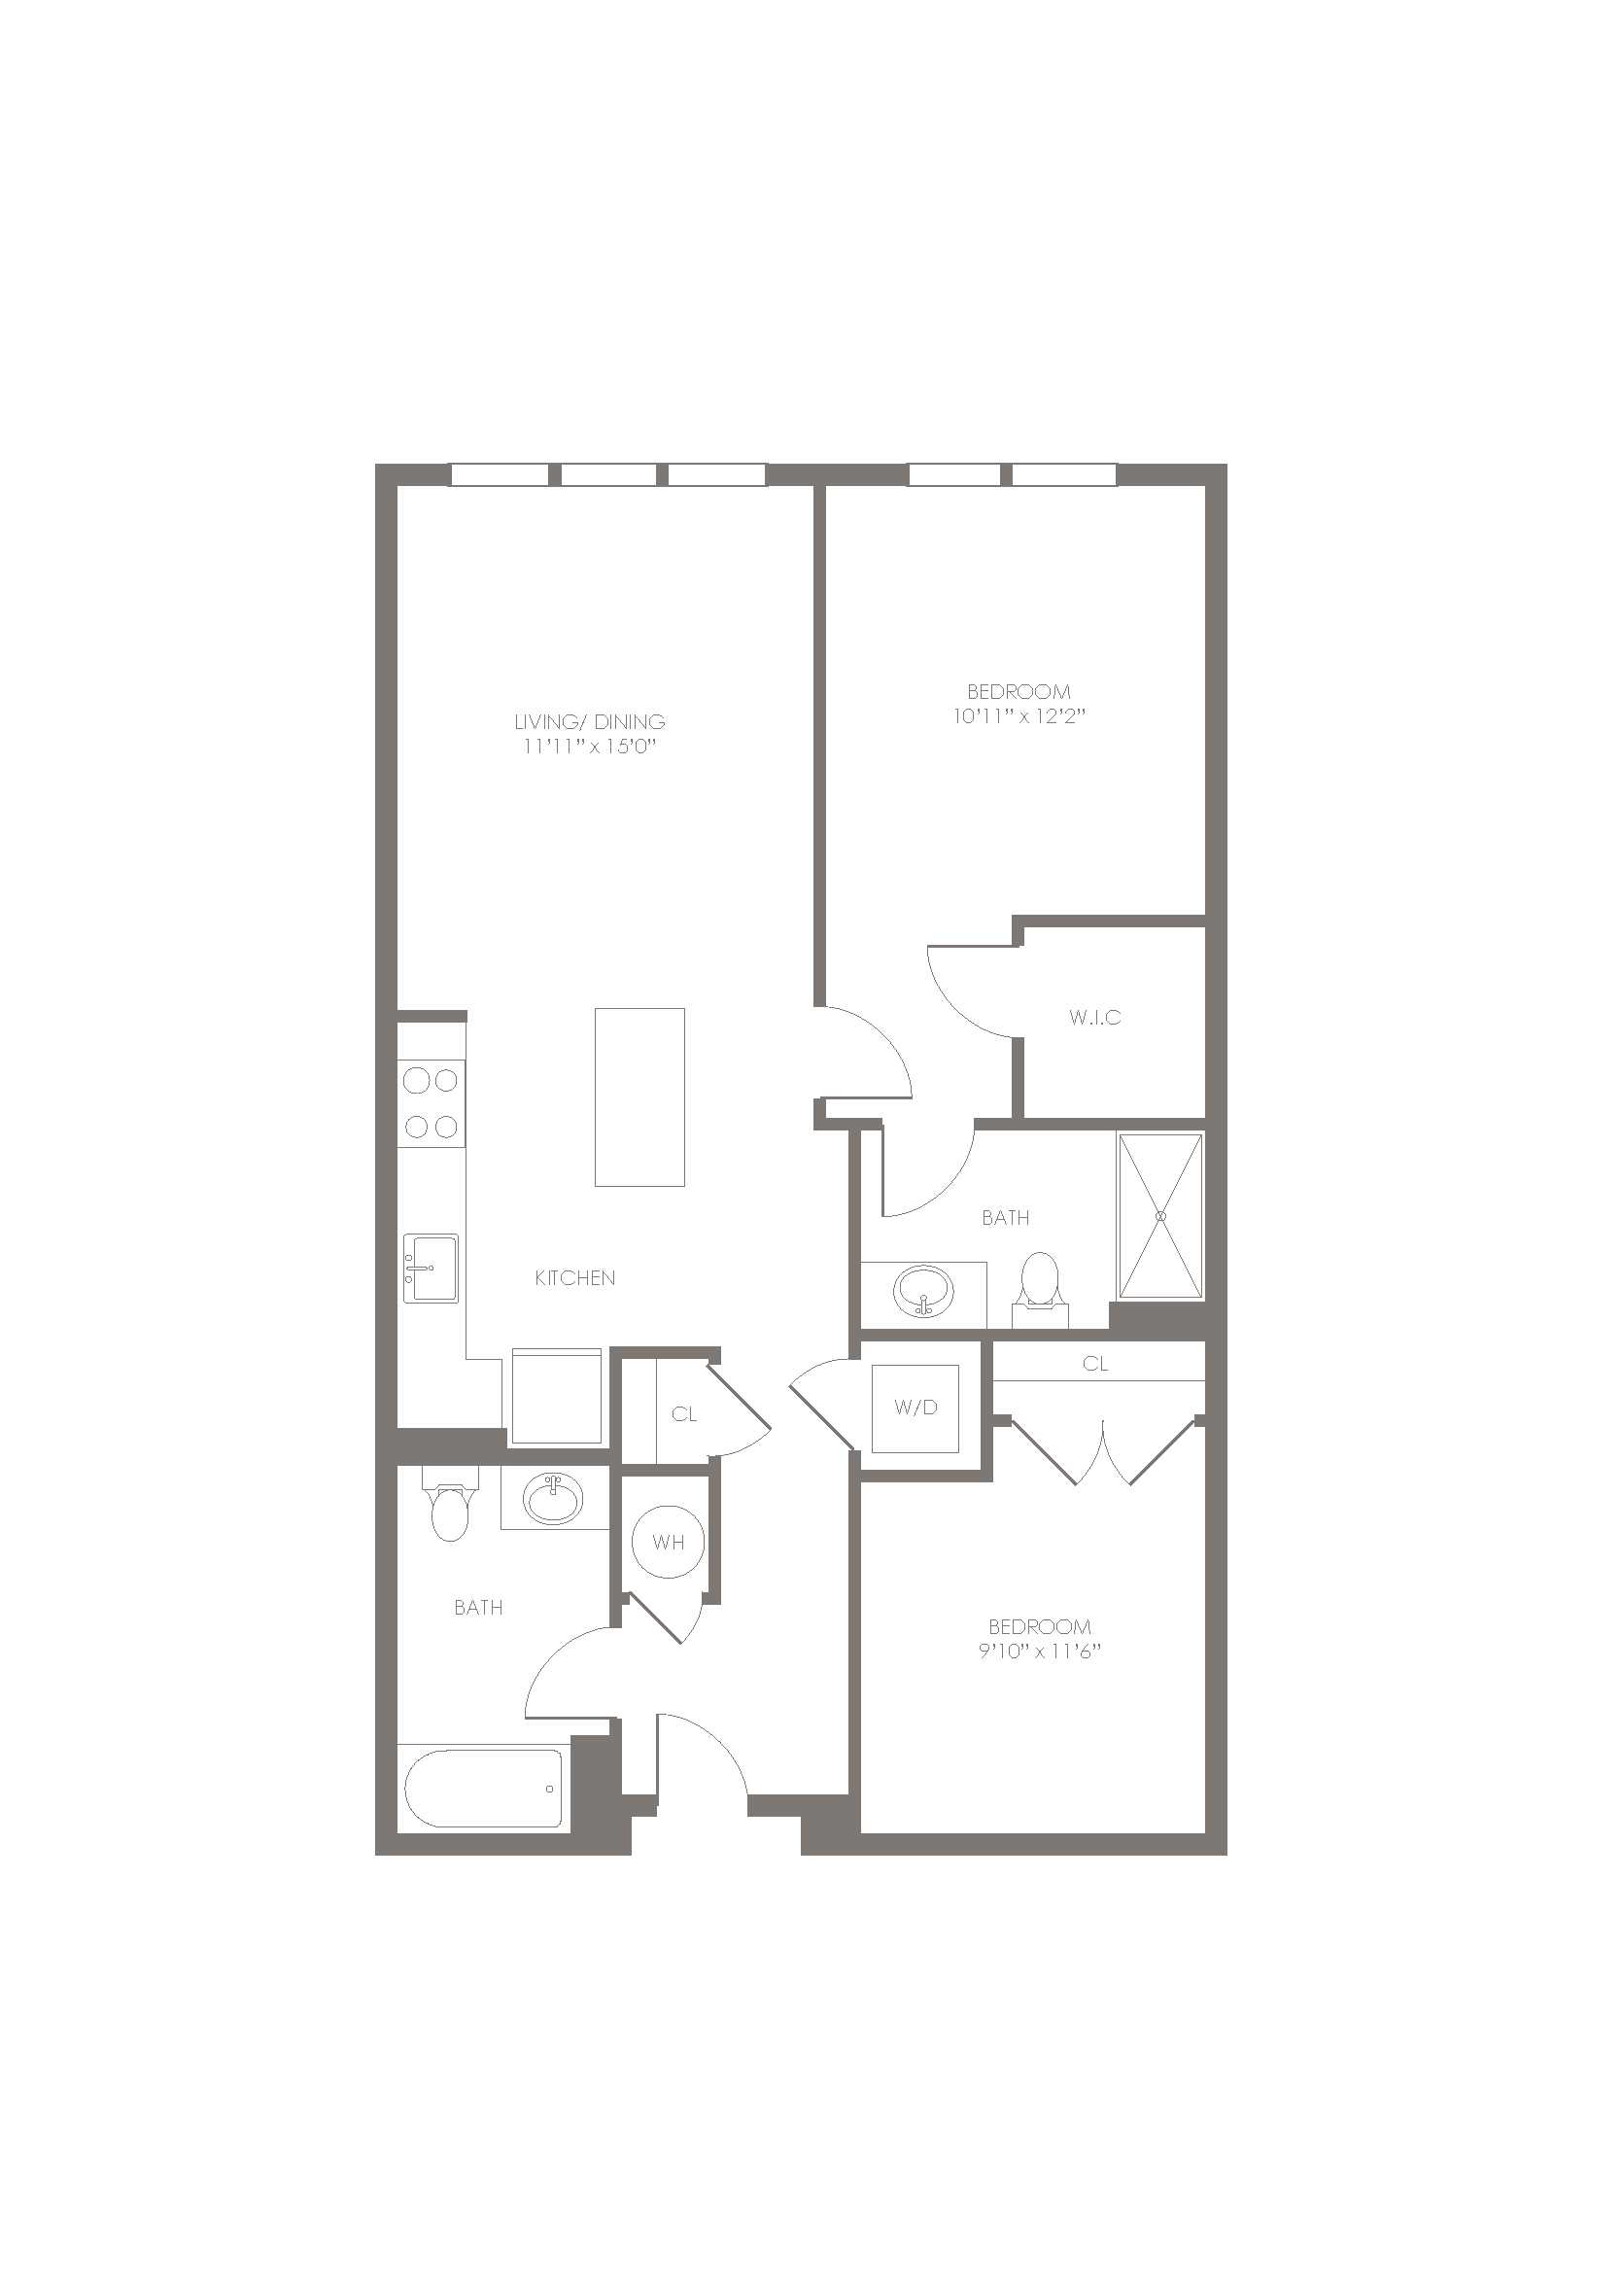 BEDROOM
10'11” x 12'2”
LIVING/ DINING
11'11” x 15'0”
W.I.C
BATH
KITCHEN
CL
W/D
CL
WH
BATH
BEDROOM
9'10” x 11'6”